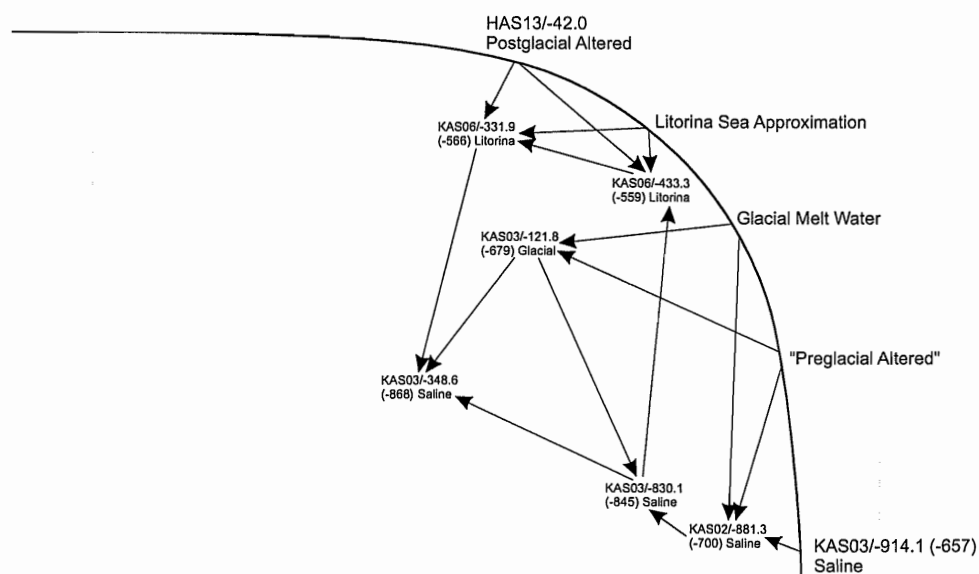 HAS13/-42.0
Postglacial Altered
KAS06/-331.9
(-566) Litorina
Litorina Sea Approximation
KAS06/-433.3
(-559) Litorina
Glacial Melt Water
KAS03/-121.8
(-679) Glacial
"Preglacial Altered"
KAS03/-348.6
(-868) Saline
KAS03/-830.1
(-845) Saline
KAS02/-881.3
(-700) Saline
KAS03/-914.1 (-657)
Saline